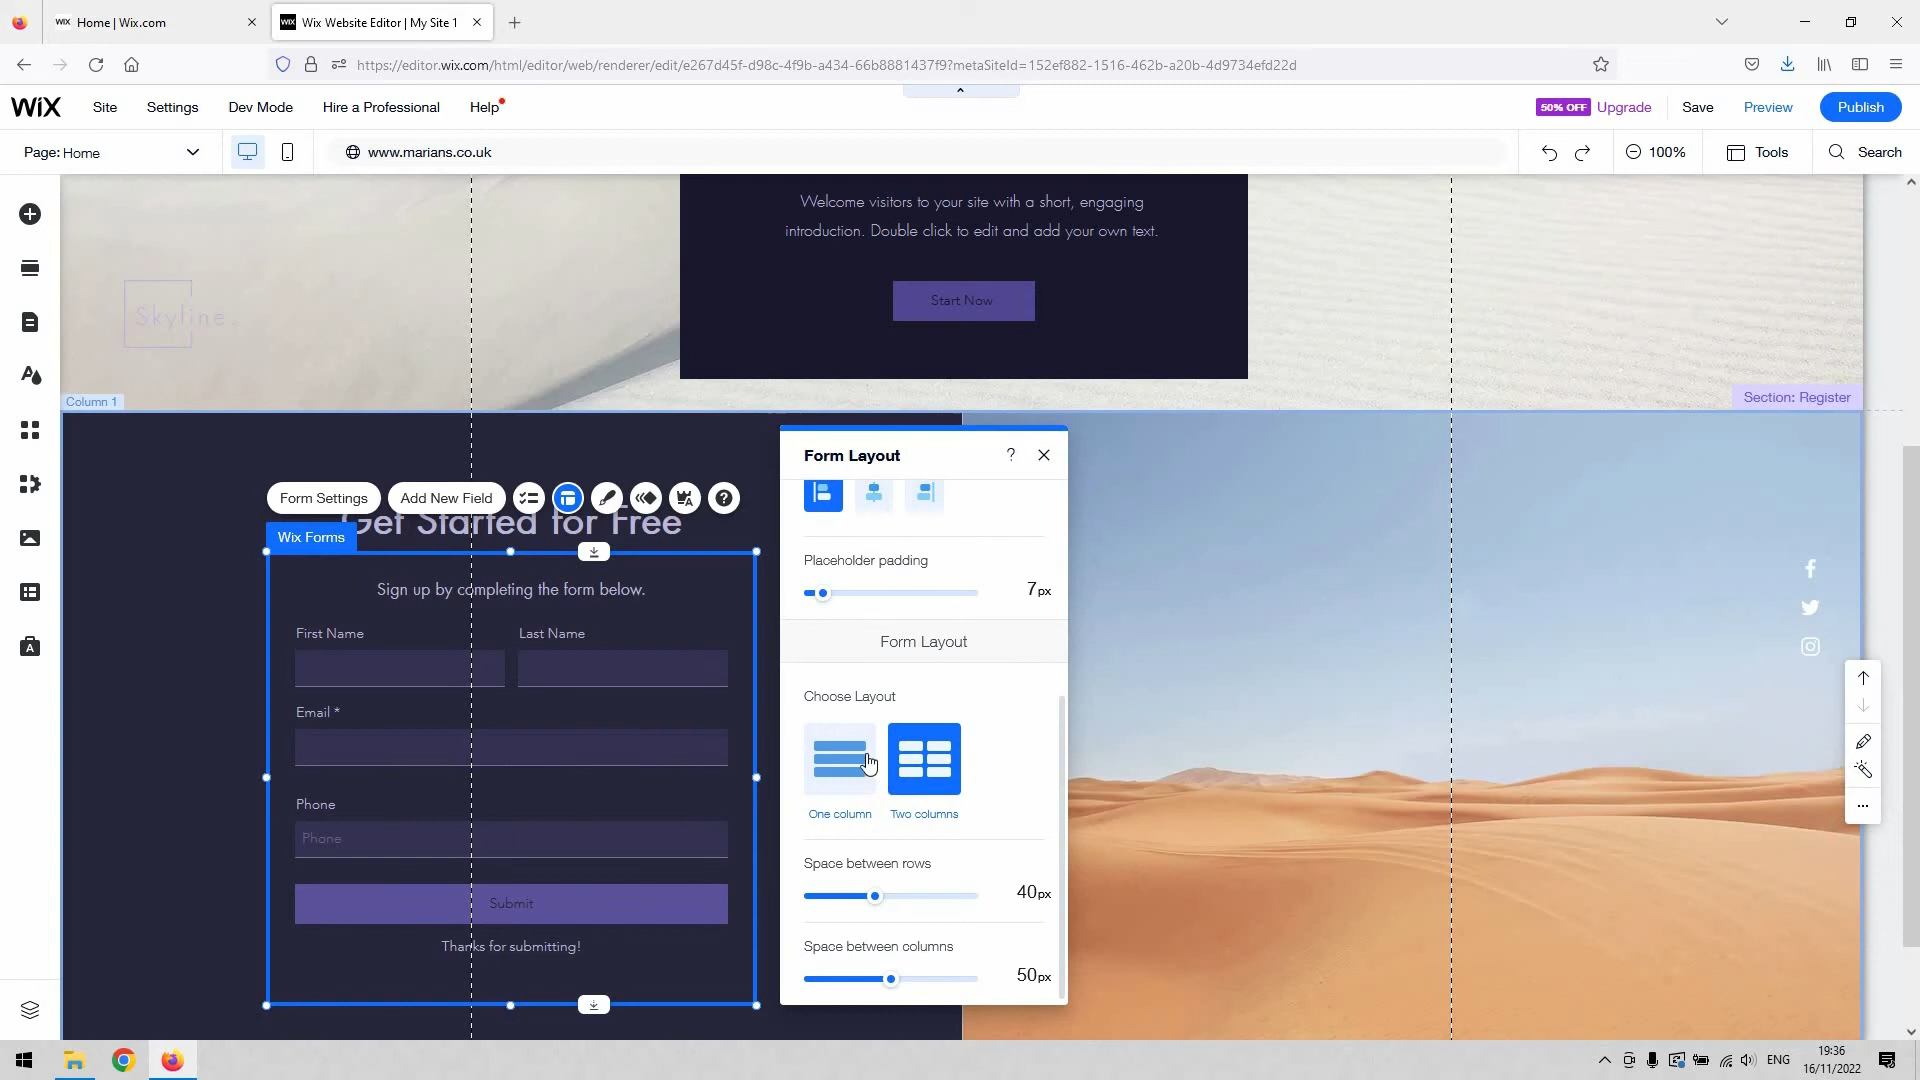 Home | Wix.com
Wix Website Editor | My Site 1
https://editor.wix.com/html/editor/web/renderer/edit/e267d45f-d98c-4f9b-a434-66b8881437f9?metaSiteId=152ef882-1516-462b-a20b-4d9734efd22d
WiX
Site
Settings
Dev Mode
Hire a Professional
Help
50% OFF
Upgrade
Save
Preview
Publish
Page: Home
www.marians.co.uk
100%
Tools
Search
Welcome visitors to your site with a short, engaging
introduction. Double click to edit and add your own text.
Start Now
Skyline
Column 1
Section: Register
Form Settings
Add New Field
Get Started for Free
Wix Forms
Sign up by completing the form below.
First Name
Last Name
Email *
Phone
Phone
Submit
Thanks for submitting!
Form Layout
?
Placeholder padding
7px
Form Layout
Choose Layout
One column
Two columns
Space between rows
40px
Space between columns
50px
ENG
19:36
16/11/2022